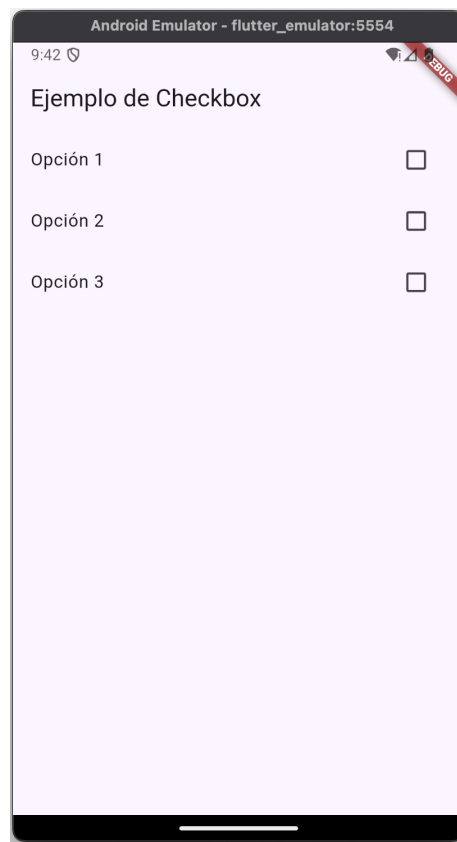 Android Emulator - flutter_emulator:5554
9:42
DEBUG
Ejemplo de Checkbox
Opción 1
Opción 2
Opción 3